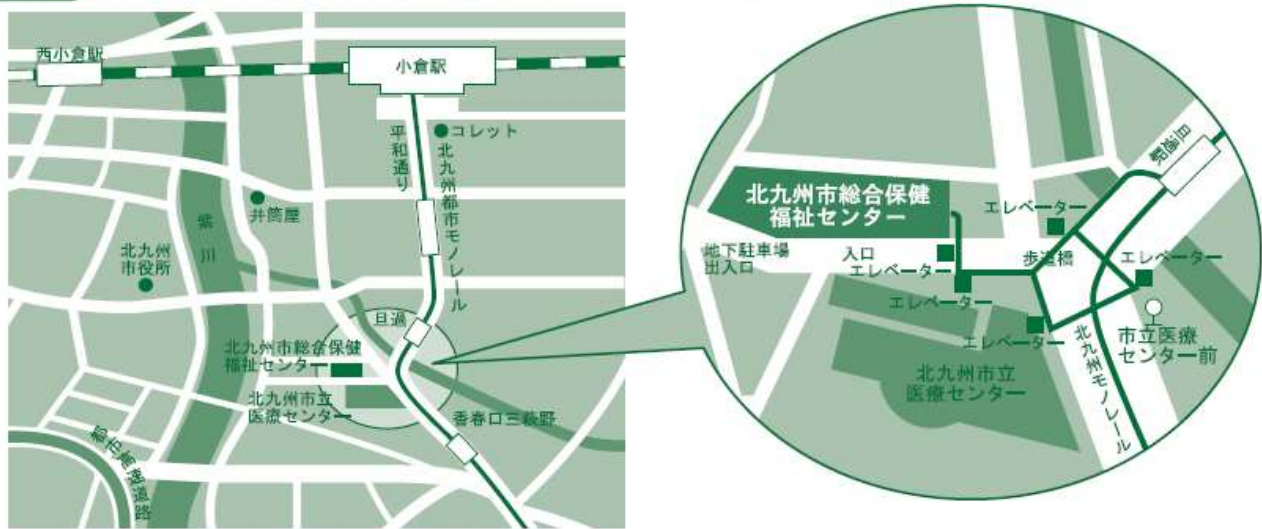 西小倉駅
小倉駅
コレット
平和通り
北九州都市モノレール
井筒屋
紫川
北九州
市役所
旦過
北九州市総合保健
福祉センター
北九州市立
医療センター
香春口三萩野
都市高速道路
旦過駅
北九州市総合保健
福祉センター
エレベーター
地下駐車場
出入口
入口
エレベーター
歩道橋
エレベーター
エレベーター
エレベーター
市立医療
センター前
北九州市立
医療センター
北九州モノレール